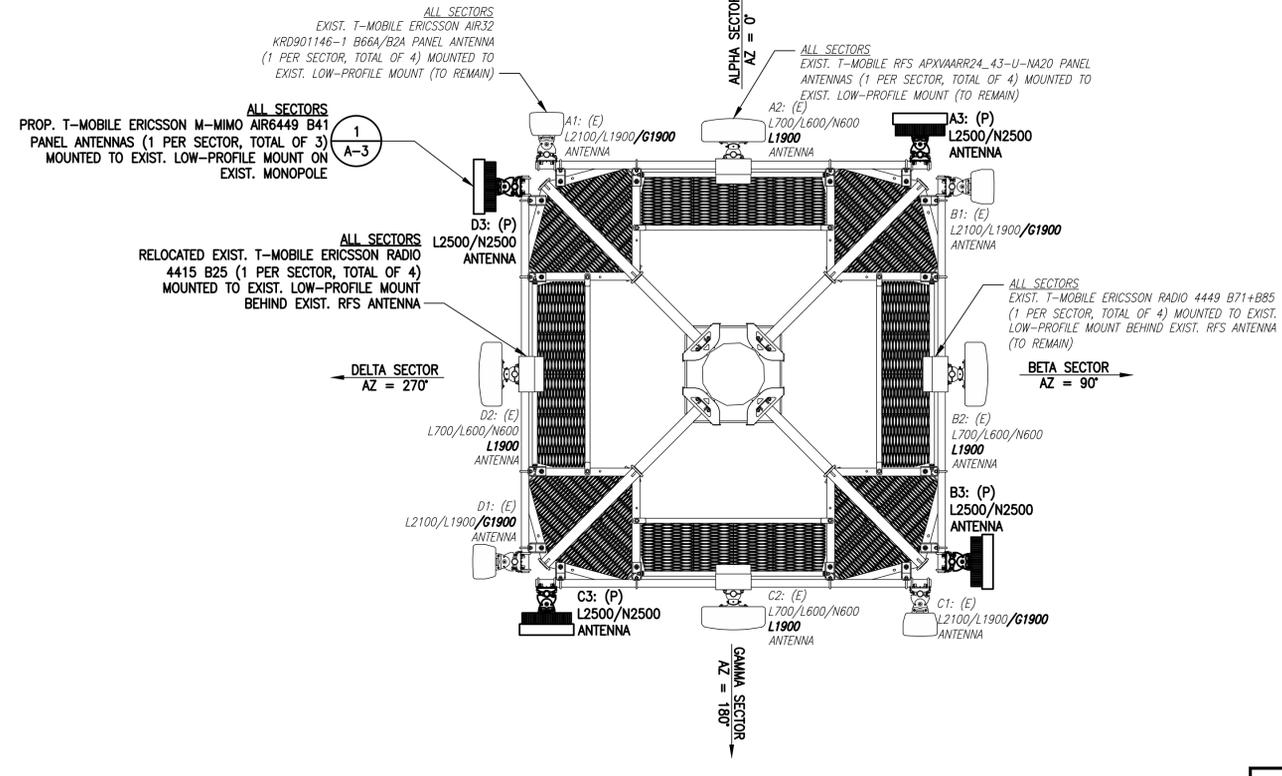 ALL SECTORS
EXIST. T-MOBILE ERICSSON AIR32
KRD901146-1 B66A/B2A PANEL ANTENNA
(1 PER SECTOR, TOTAL OF 4) MOUNTED TO
EXIST. LOW-PROFILE MOUNT (TO REMAIN)
ALPHA SECTOR
AZ = 0°
ALL SECTORS
EXIST. T-MOBILE RFS APXVAARR24_43-U-NA20 PANEL
ANTENNAS (1 PER SECTOR, TOTAL OF 4) MOUNTED TO
EXIST. LOW-PROFILE MOUNT (TO REMAIN)
ALL SECTORS
PROP. T-MOBILE ERICSSON M-MIMO AIR6449 B41
PANEL ANTENNAS (1 PER SECTOR, TOTAL OF 3)
MOUNTED TO EXIST. LOW-PROFILE MOUNT ON
EXIST. MONOPOLE
1
A-3
A1: (E)
L2100/L1900/G1900
ANTENNA
A2: (E)
L700/L600/N600
L1900
ANTENNA
A3: (P)
L2500/N2500
ANTENNA
B1: (E)
L2100/L1900/G1900
ANTENNA
D3: (P)
L2500/N2500
ANTENNA
ALL SECTORS
RELOCATED EXIST. T-MOBILE ERICSSON RADIO
4415 B25 (1 PER SECTOR, TOTAL OF 4)
MOUNTED TO EXIST. LOW-PROFILE MOUNT
BEHIND EXIST. RFS ANTENNA
ALL SECTORS
EXIST. T-MOBILE ERICSSON RADIO 4449 B71+B85
(1 PER SECTOR, TOTAL OF 4) MOUNTED TO EXIST.
LOW-PROFILE MOUNT BEHIND EXIST. RFS ANTENNA
(TO REMAIN)
DELTA SECTOR
AZ = 270°
BETA SECTOR
AZ = 90°
D2: (E)
L700/L600/N600
L1900
ANTENNA
B2: (E)
L700/L600/N600
L1900
ANTENNA
D1: (E)
L2100/L1900/G1900
ANTENNA
B3: (P)
L2500/N2500
ANTENNA
C3: (P)
L2500/N2500
ANTENNA
C2: (E)
L700/L600/N600
L1900
ANTENNA
C1: (E)
L2100/L1900/G1900
ANTENNA
GAMMA SECTOR
AZ = 180°